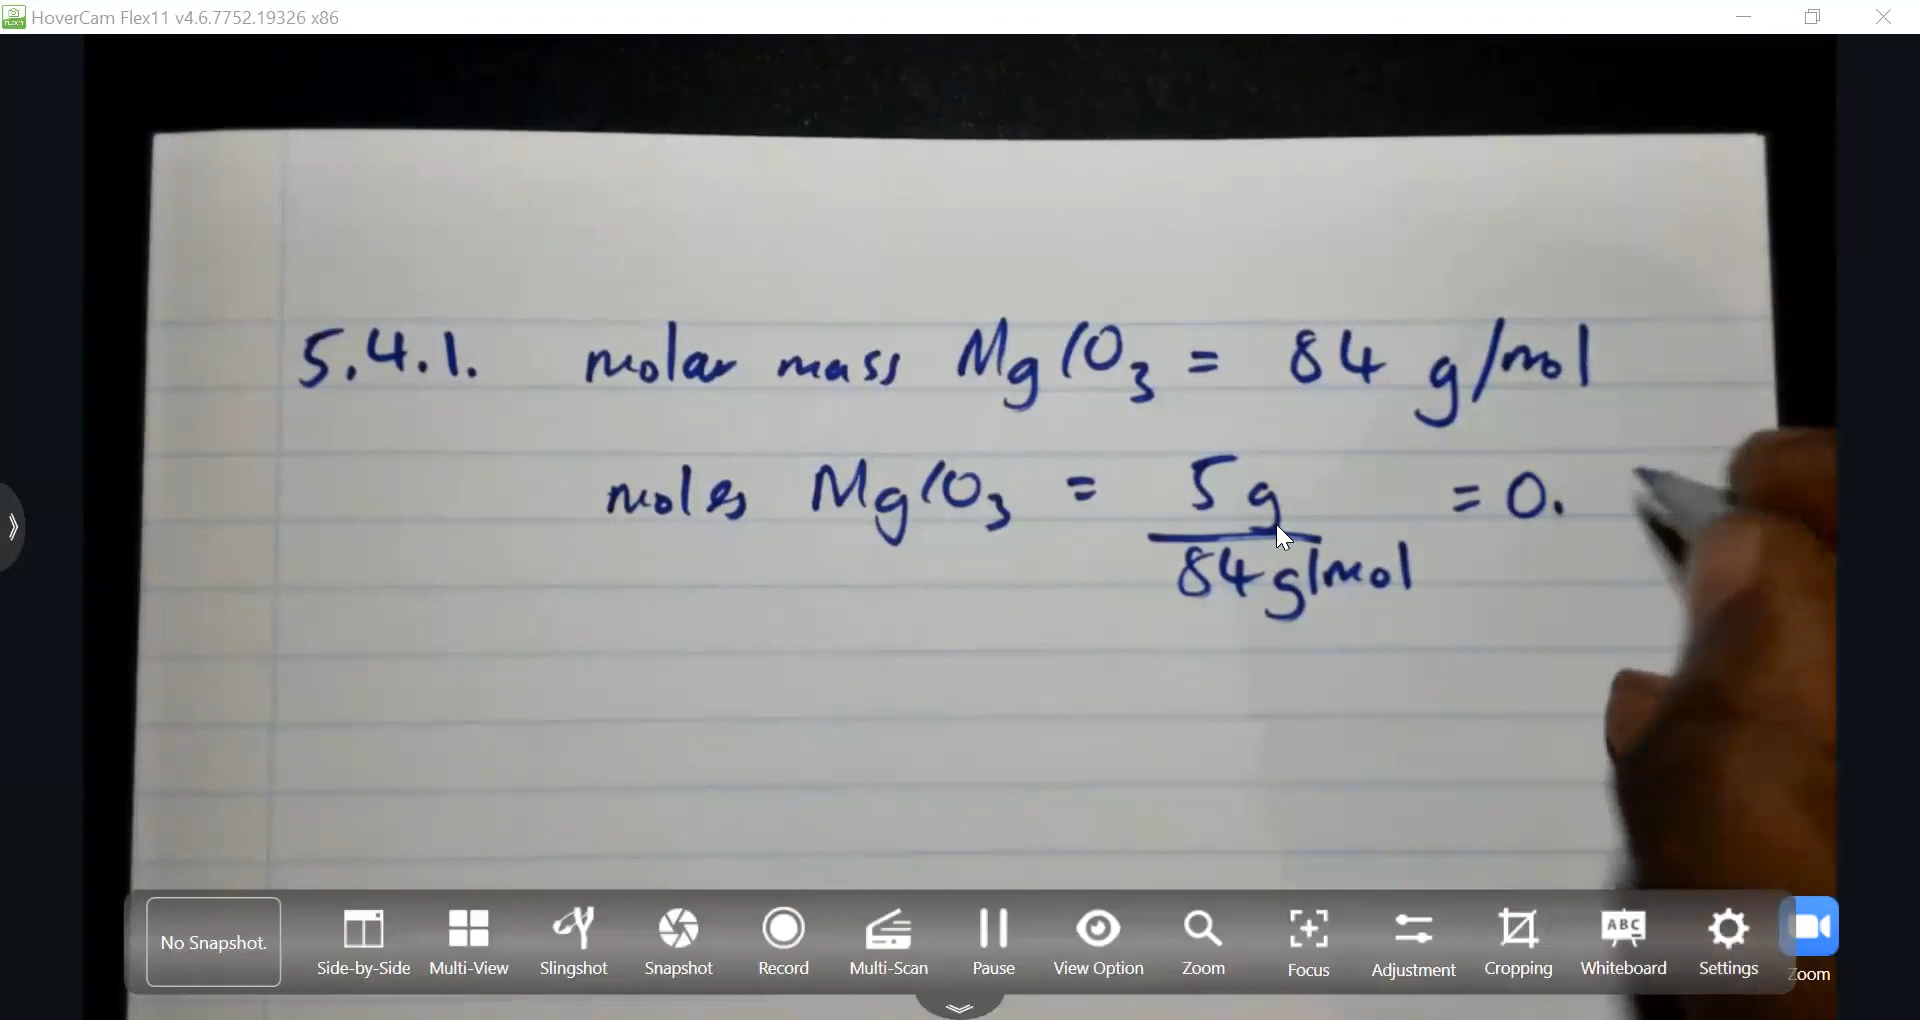 HoverCam Flex11 v4.6.7752.19326 x86
5.4.1. molar mass MgCO3 = 84 g/mol
moles MgCO3 = 5g = 0.
84g/mol
No Snapshot.
Side-by-Side Multi-View Slingshot Snapshot Record Multi-Scan Pause View Option Zoom Focus Adjustment Cropping Whiteboard Settings Zoom
ABC